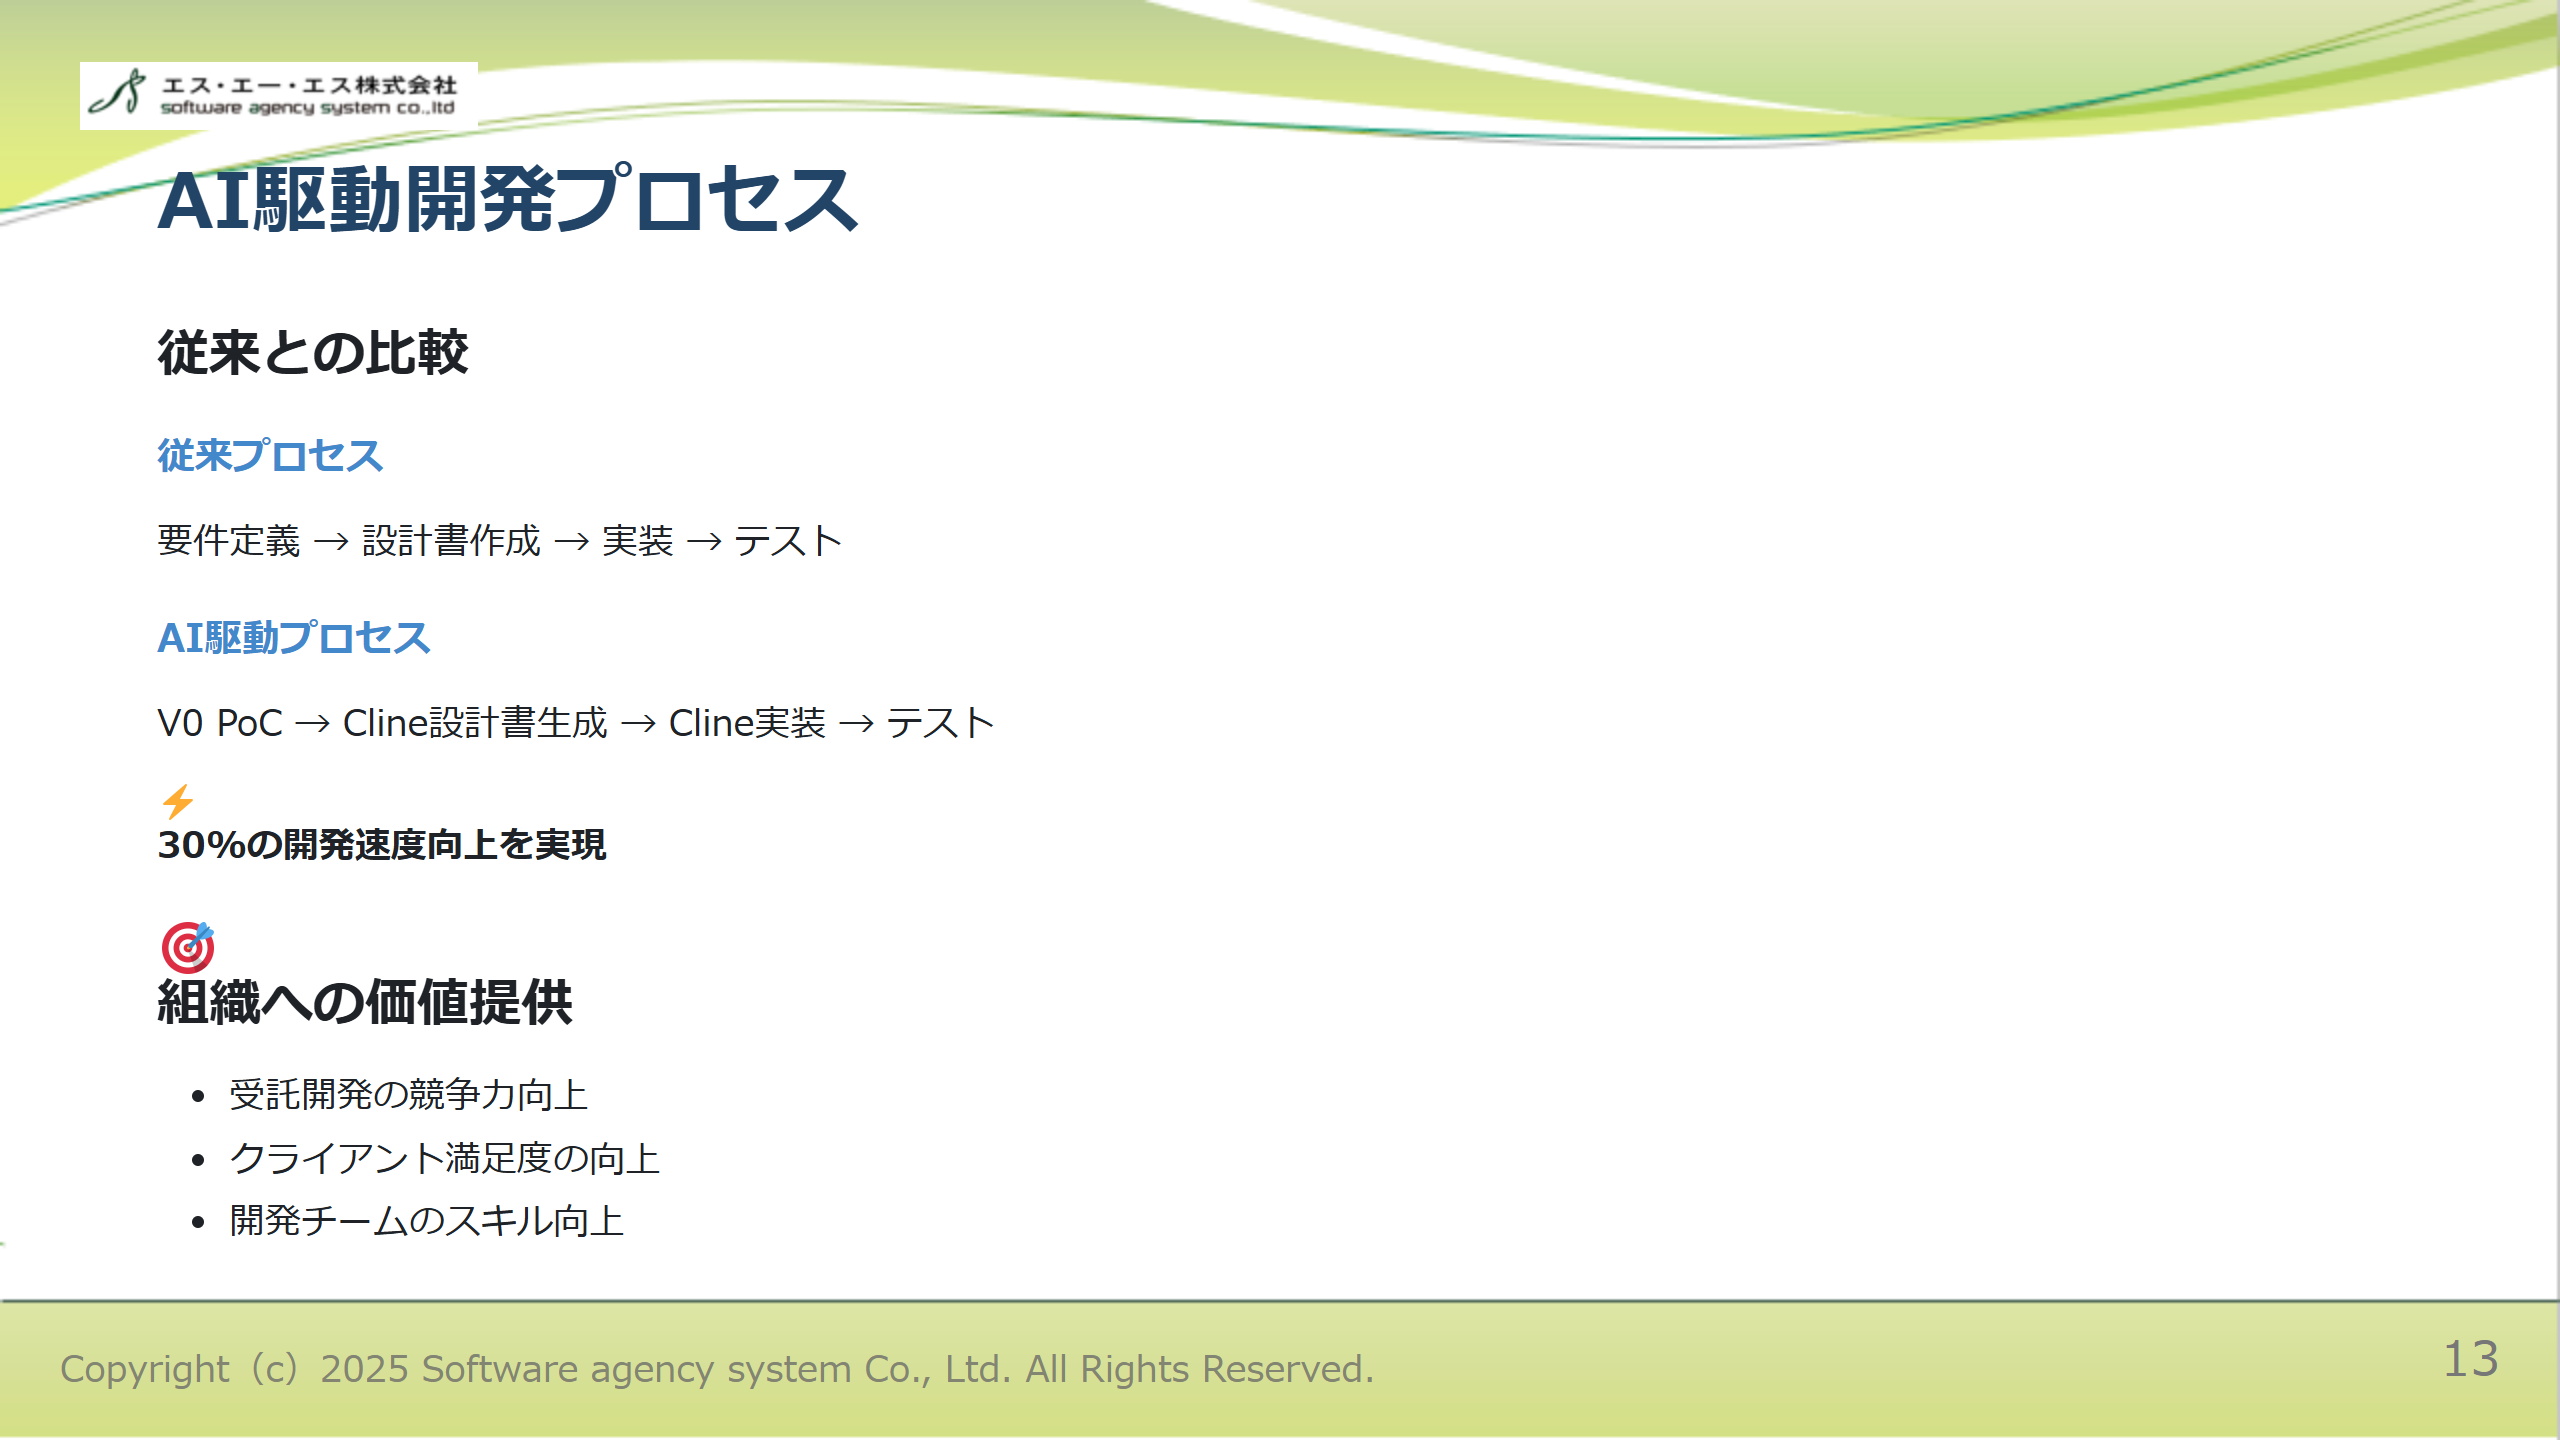 エス・エー・エス株式会社
software agency system co.,ltd
AI駆動開発プロセス
従来との比較
従来プロセス
要件定義 → 設計書作成 → 実装 → テスト
AI駆動プロセス
V0 PoC → Cline設計書生成 → Cline実装 → テスト
⚡
30%の開発速度向上を実現
🎯
組織への価値提供
• 受託開発の競争力向上
• クライアント満足度の向上
• 開発チームのスキル向上
Copyright（c）2025 Software agency system Co., Ltd. All Rights Reserved.
13